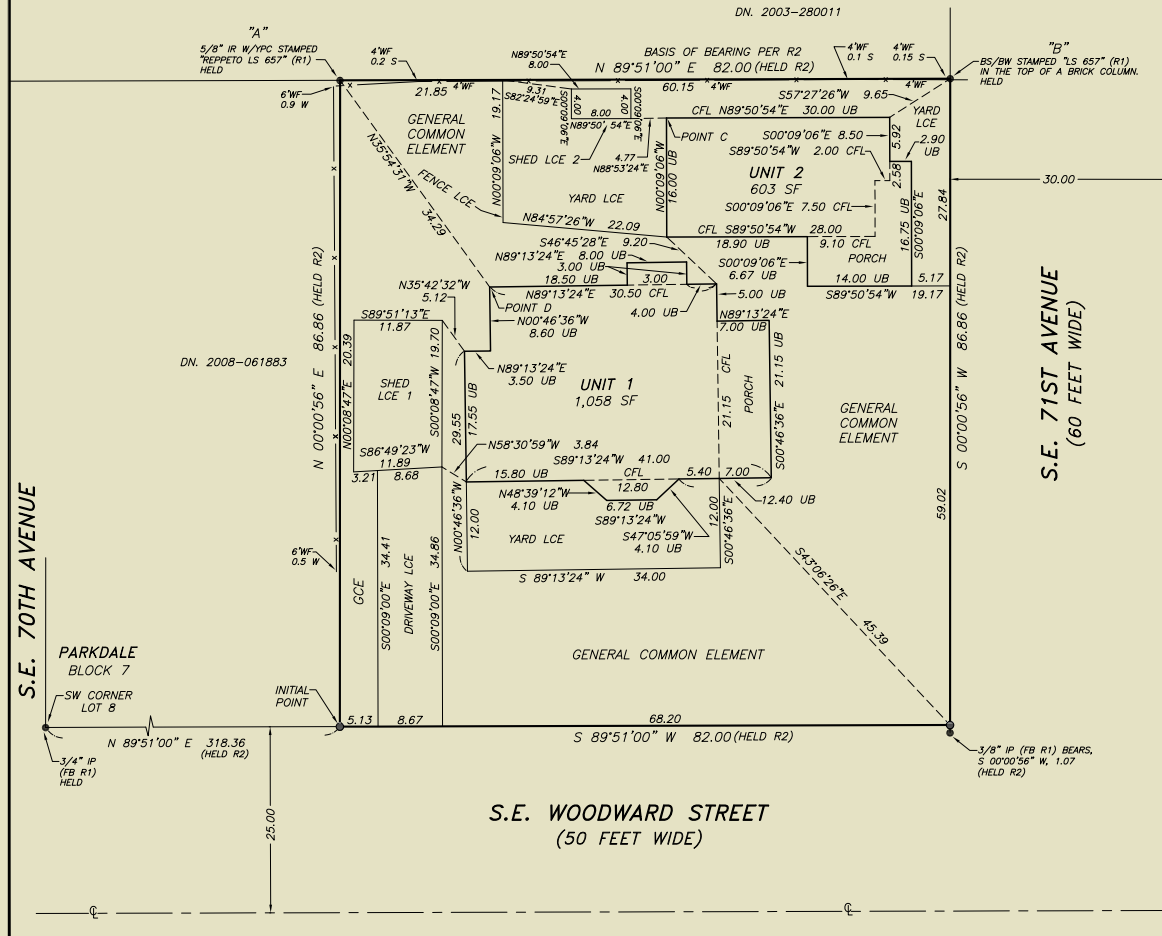 DN. 2003-280011
"A"
5/8" IR W/YPC STAMPED
"REPPETO LS 657" (R1)
HELD
4'WF
0.2 S
N89°50'54"E
8.00
BASIS OF BEARING PER R2
N 89°51'00" E 82.00 (HELD R2)
4'WF
0.1 S
4'WF
0.15 S
"B"
BS/BW STAMPED "LS 657" (R1)
IN THE TOP OF A BRICK COLUMN.
HELD
6'WF
0.9 W
21.85
4'WF
9.31
S82°24'59"E
60.15
4'WF
4'WF
S57°27'26"W 9.65
19.17
S00°09'06"E
4.00
4.00
S00°09'06"E
8.00
N89°50'54"E
CFL N89°50'54"E 30.00 UB
YARD
LCE
GENERAL
COMMON
ELEMENT
POINT C
S00°09'06"E 8.50
5.92
2.90
UB
S89°50'54"W 2.00 CFL
SHED LCE 2
4.77
N88°53'24"E
N35°54'31"W
34.29
FENCE LCE
N00°09'06"W
YARD LCE
N00°09'06"W
16.00 UB
UNIT 2
603 SF
2.58
30.00
27.84
S00°09'06"E 7.50 CFL
16.75 UB
S00°09'06"E
N84°57'26"W 22.09
CFL S89°50'54"W 28.00
18.90 UB
9.10 CFL
PORCH
S46°45'28"E 9.20
N89°13'24"E
8.00 UB
3.00 UB
3.00
18.50 UB
S00°09'06"E
6.67 UB
14.00 UB
5.17
S89°50'54"W
19.17
N35°42'32"W
5.12
N89°13'24"E 30.50 CFL
5.00 UB
4.00 UB
POINT D
N00°46'36"W
8.60 UB
N89°13'24"E
7.00 UB
S89°51'13"E
11.87
N 00°00'56" E 86.86 (HELD R2)
20.39
N00°08'47"E
19.70
S00°08'47"W
DN. 2008-061883
N89°13'24"E
3.50 UB
SHED
LCE 1
UNIT 1
1,058 SF
29.55
17.55 UB
21.15 CFL
PORCH
21.15 UB
S00°46'36"E
GENERAL
COMMON
ELEMENT
S 00°00'56" W 86.86 (HELD R2)
S.E. 71ST AVENUE
(60 FEET WIDE)
S86°49'23"W
11.89
N58°30'59"W 3.84
S89°13'24"W 41.00
3.21
8.68
15.80 UB
CFL
12.80
5.40
7.00
12.40 UB
N48°39'12"W
4.10 UB
6.72 UB
S89°13'24"W
S47°05'59"W
4.10 UB
N00°46'36"W
12.00
YARD LCE
12.00
S00°46'36"E
59.02
6'WF
0.5 W
S 89°13'24" W 34.00
GCE
S00°09'00"E 34.41
DRIVEWAY LCE
S00°09'00"E 34.86
S43°06'26"E
45.39
S.E. 70TH AVENUE
PARKDALE
BLOCK 7
SW CORNER
LOT 8
GENERAL COMMON ELEMENT
INITIAL
POINT
5.13
8.67
68.20
N 89°51'00" E 318.36
(HELD R2)
S 89°51'00" W 82.00 (HELD R2)
3/4" IP
(FB R1)
HELD
3/8" IP (FB R1) BEARS,
S 00°00'56" W, 1.07
(HELD R2)
25.00
S.E. WOODWARD STREET
(50 FEET WIDE)
℄
℄